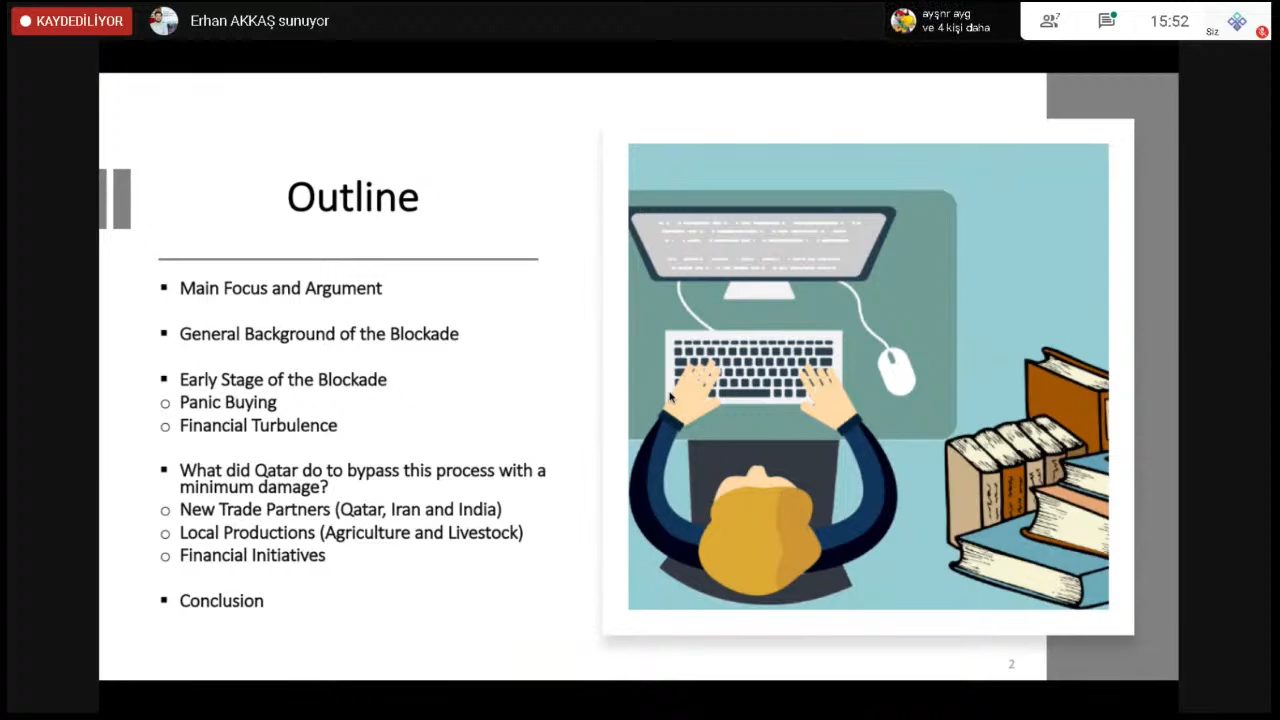 KAYDEDİLİYOR
Erhan AKKAŞ sunuyor
ayşnr ayg
ve 4 kişi daha
7
15:52
Siz
Outline
Main Focus and Argument
General Background of the Blockade
Early Stage of the Blockade
Panic Buying
Financial Turbulence
What did Qatar do to bypass this process with a
minimum damage?
New Trade Partners (Qatar, Iran and India)
Local Productions (Agriculture and Livestock)
Financial Initiatives
Conclusion
2